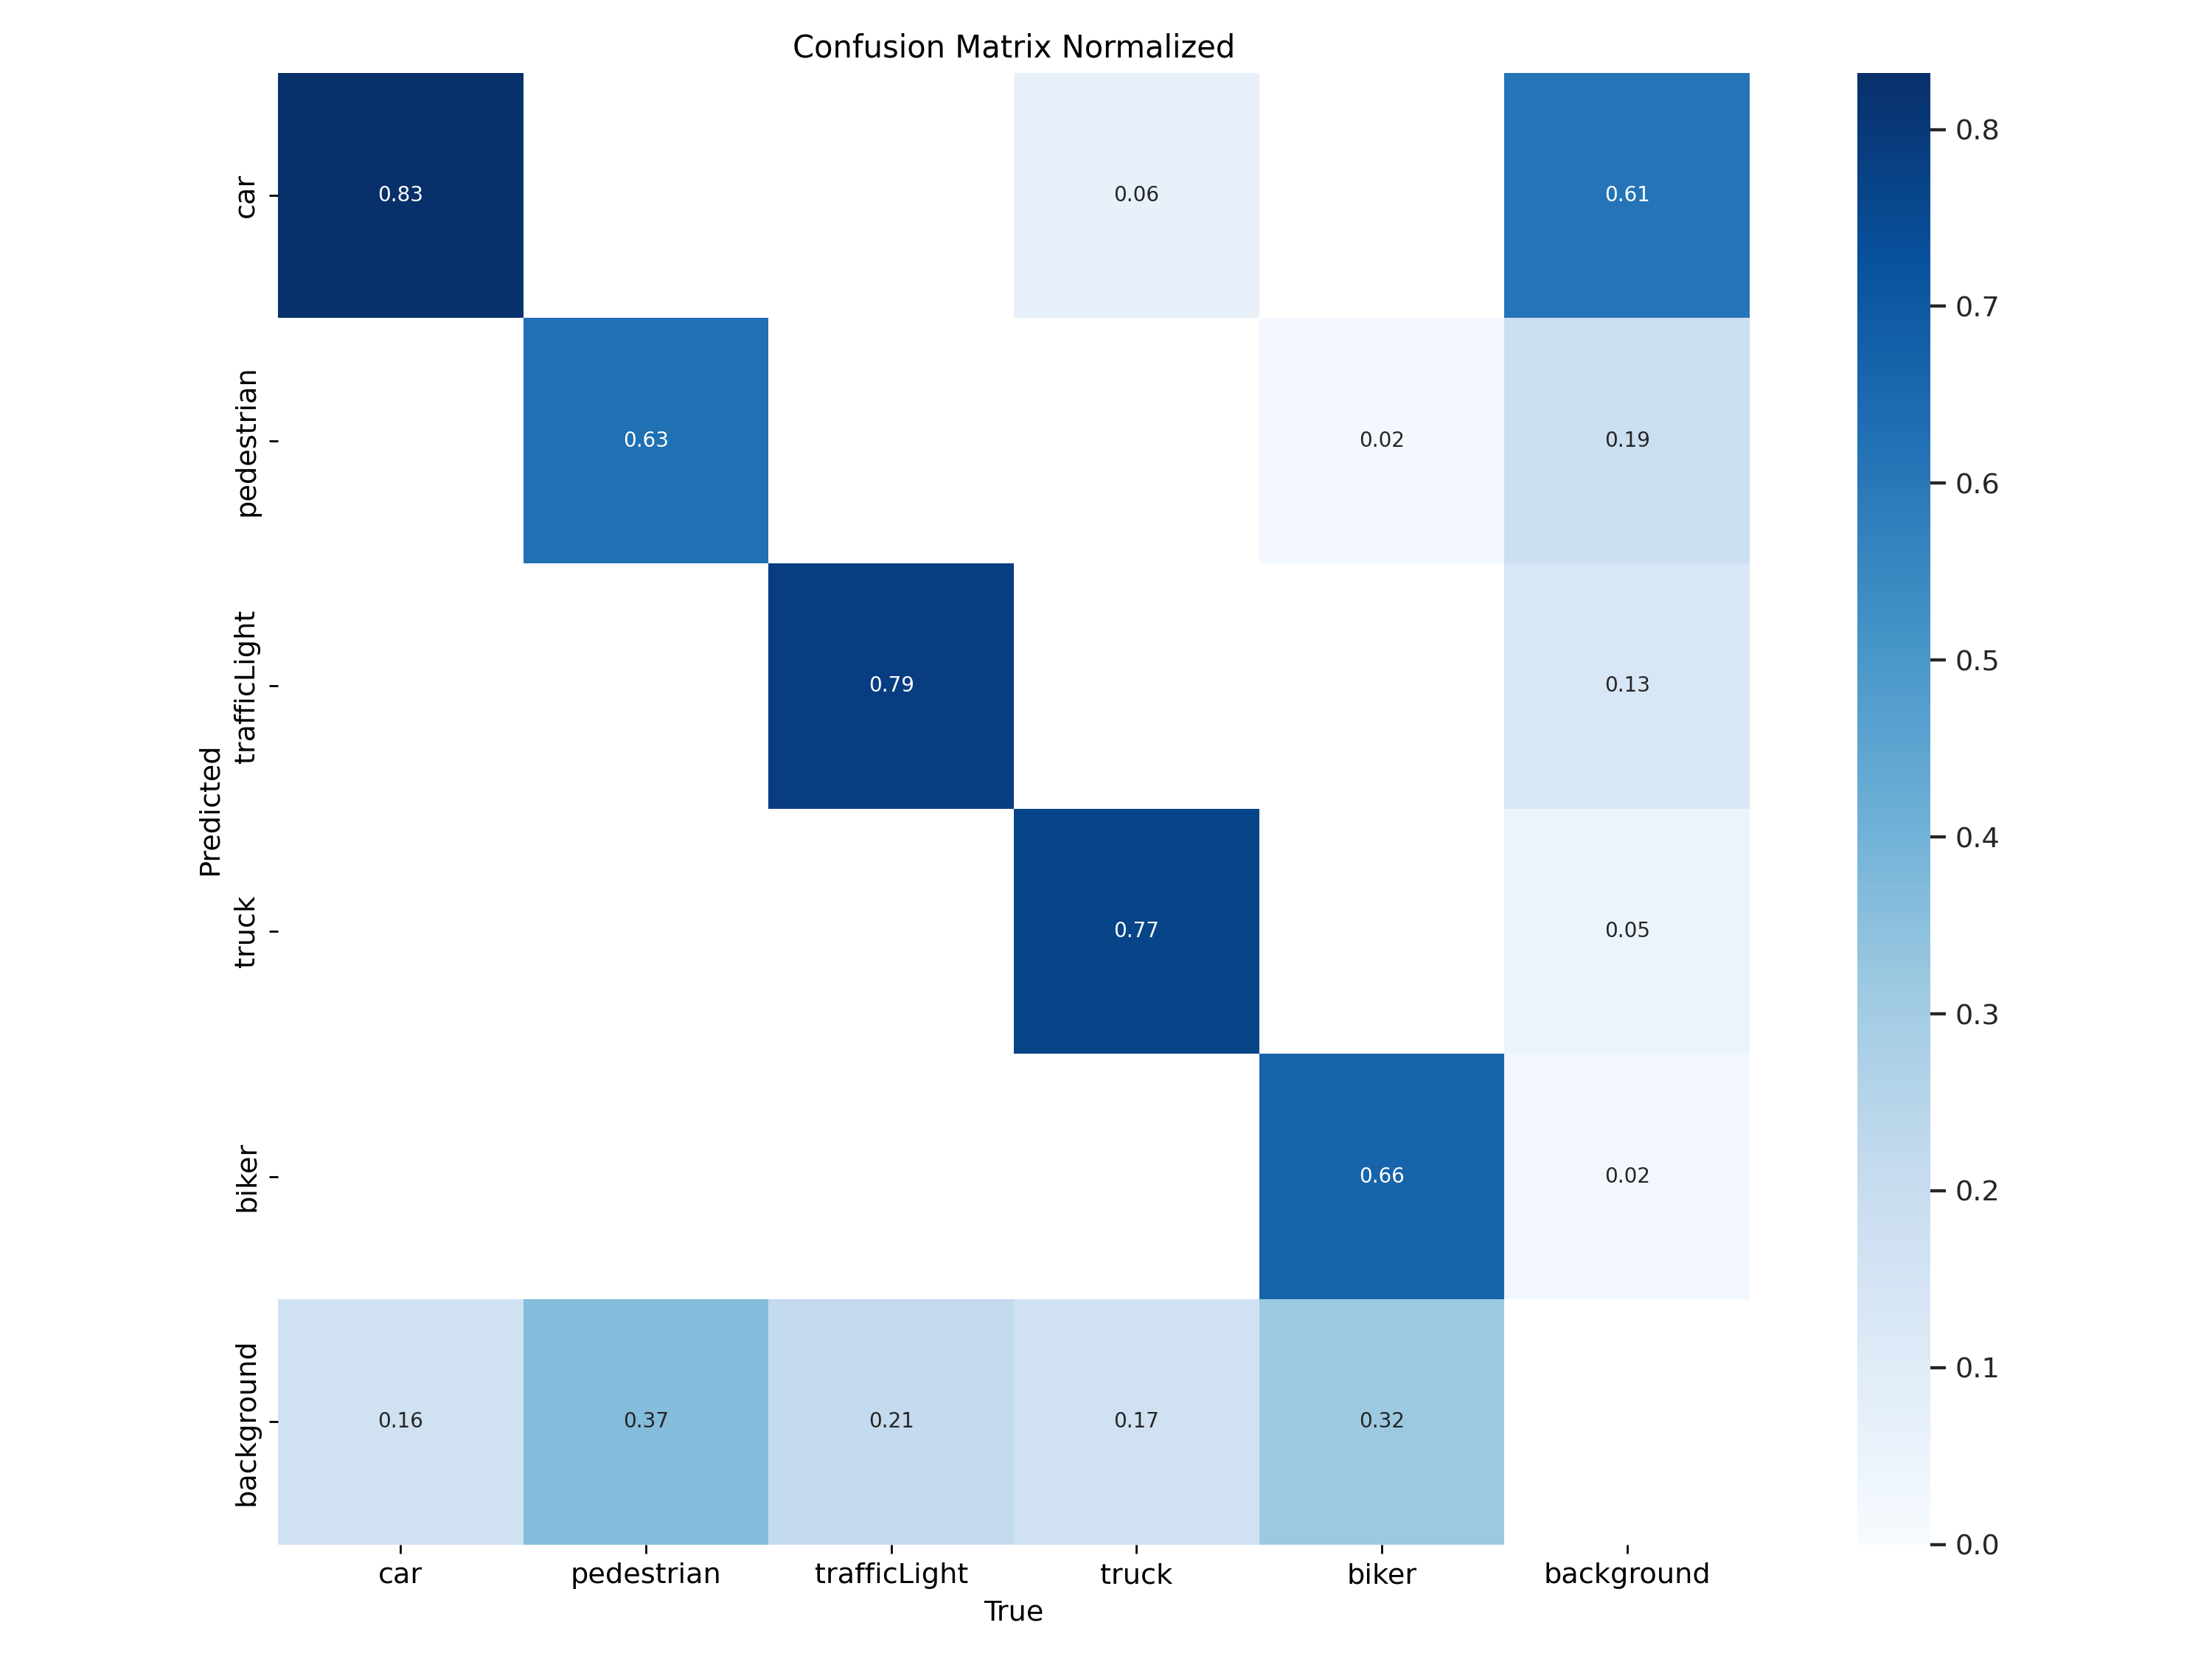 Confusion Matrix Normalized
car
0.83
0.06
0.61
pedestrian
0.63
0.02
0.19
trafficLight
0.79
0.13
truck
0.77
0.05
biker
0.66
0.02
background
0.16
0.37
0.21
0.17
0.32
Predicted
car
pedestrian
trafficLight
truck
biker
background
True
0.8
0.7
0.6
0.5
0.4
0.3
0.2
0.1
0.0